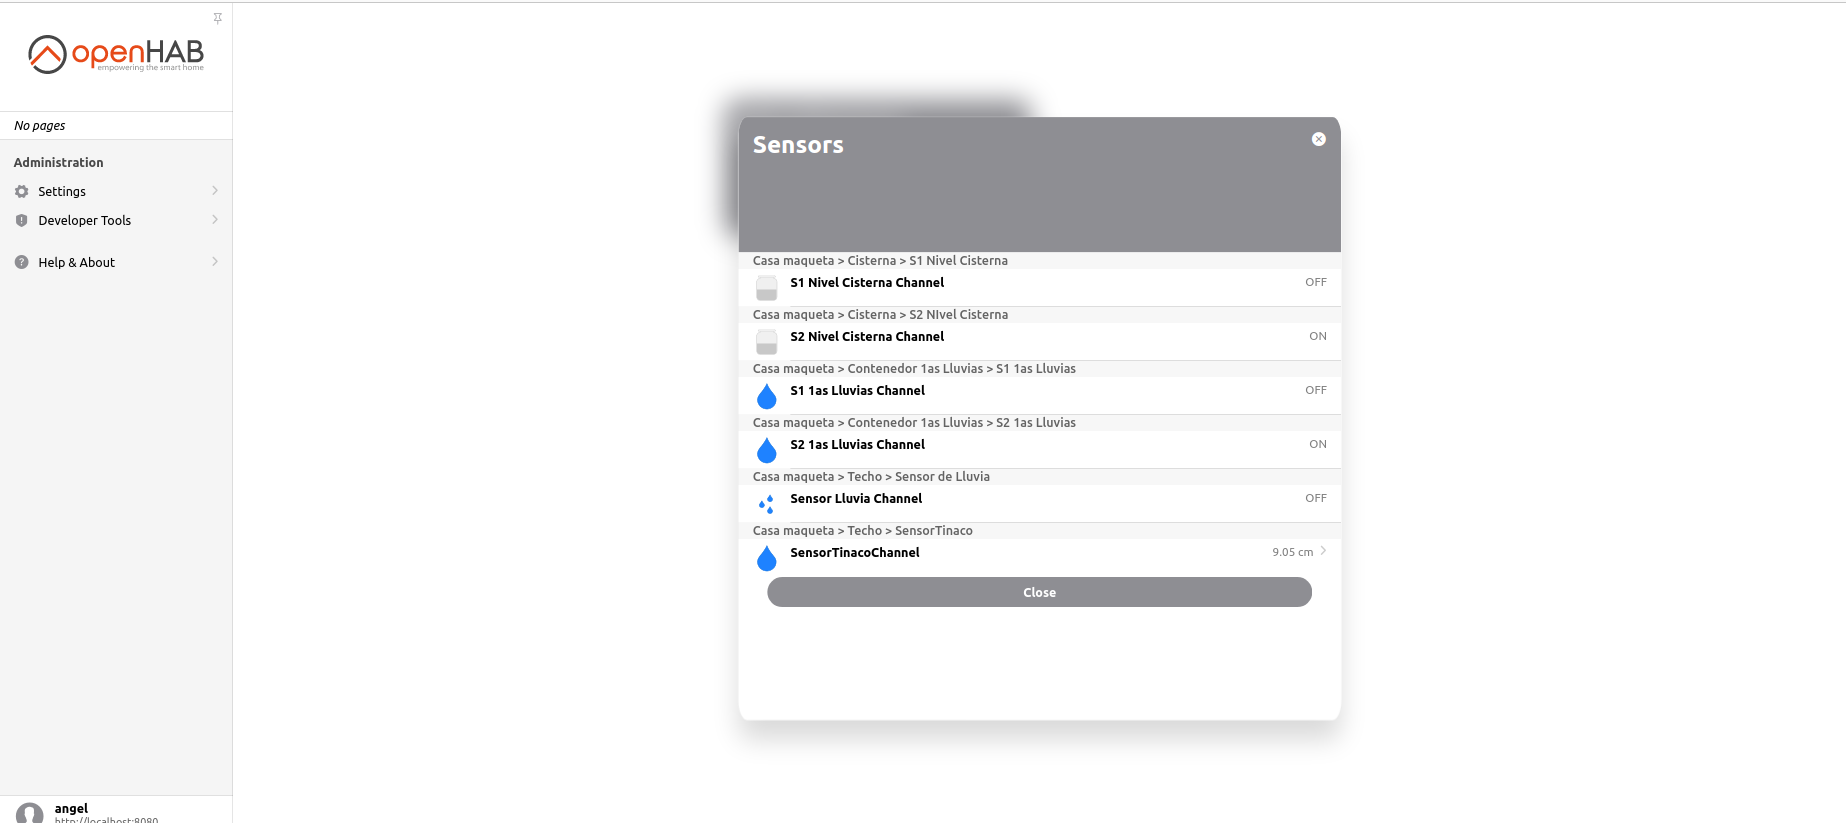 openHAB
empowering the smart home
No pages
Administration
Settings
Developer Tools
Help & About
angel
http://localhost:8080
Sensors
Casa maqueta > Cisterna > S1 Nivel Cisterna
S1 Nivel Cisterna Channel OFF
Casa maqueta > Cisterna > S2 NIvel Cisterna
S2 Nivel Cisterna Channel ON
Casa maqueta > Contenedor 1as Lluvias > S1 1as Lluvias
S1 1as Lluvias Channel OFF
Casa maqueta > Contenedor 1as Lluvias > S2 1as Lluvias
S2 1as Lluvias Channel ON
Casa maqueta > Techo > Sensor de Lluvia
Sensor Lluvia Channel OFF
Casa maqueta > Techo > SensorTinaco
SensorTinacoChannel 9.05 cm
Close